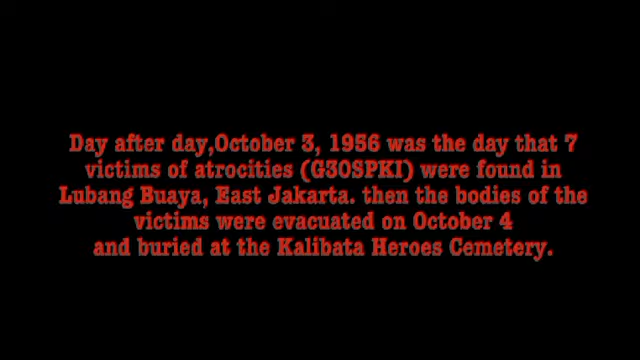 Day after day,October 3, 1956 was the day that 7
victims of atrocities (G30SPKI) were found in
Lubang Buaya, East Jakarta. then the bodies of the
victims were evacuated on October 4
and buried at the Kalibata Heroes Cemetery.